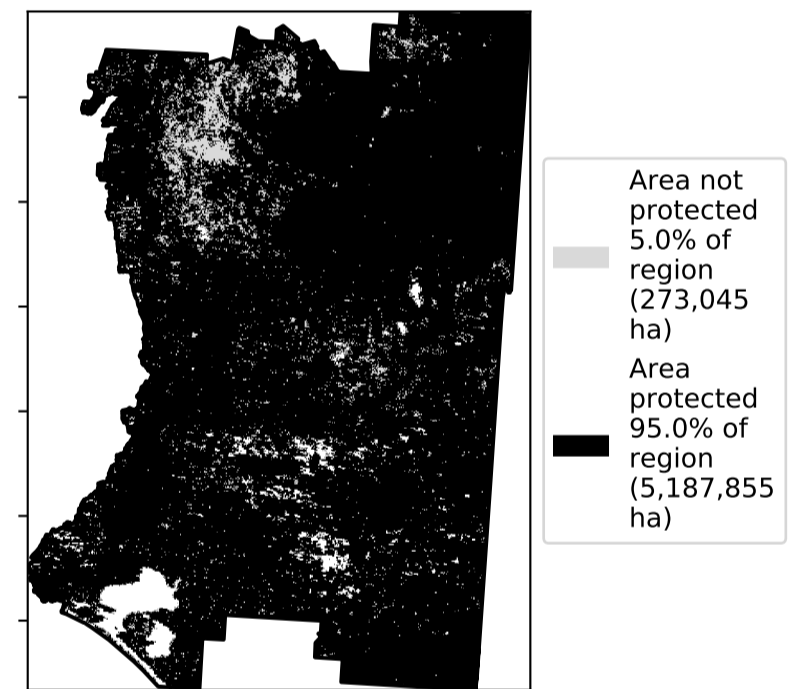 Area not
protected
5.0% of
region
(273,045
ha)
Area
protected
95.0% of
region
(5,187,855
ha)